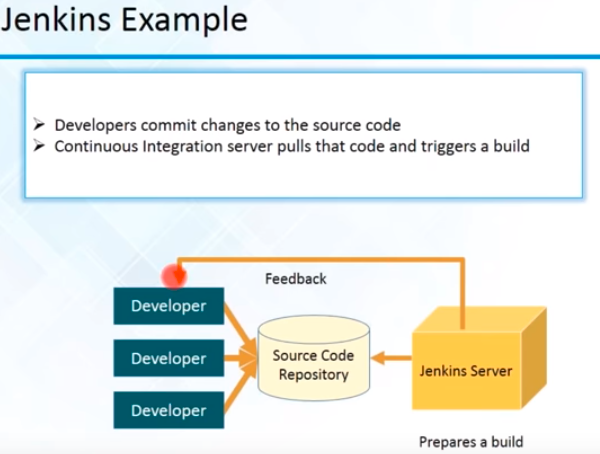 Jenkins Example
➤ Developers commit changes to the source code
➤ Continuous Integration server pulls that code and triggers a build
Feedback
Developer
Developer
Developer
Source Code
Repository
Jenkins Server
Prepares a build